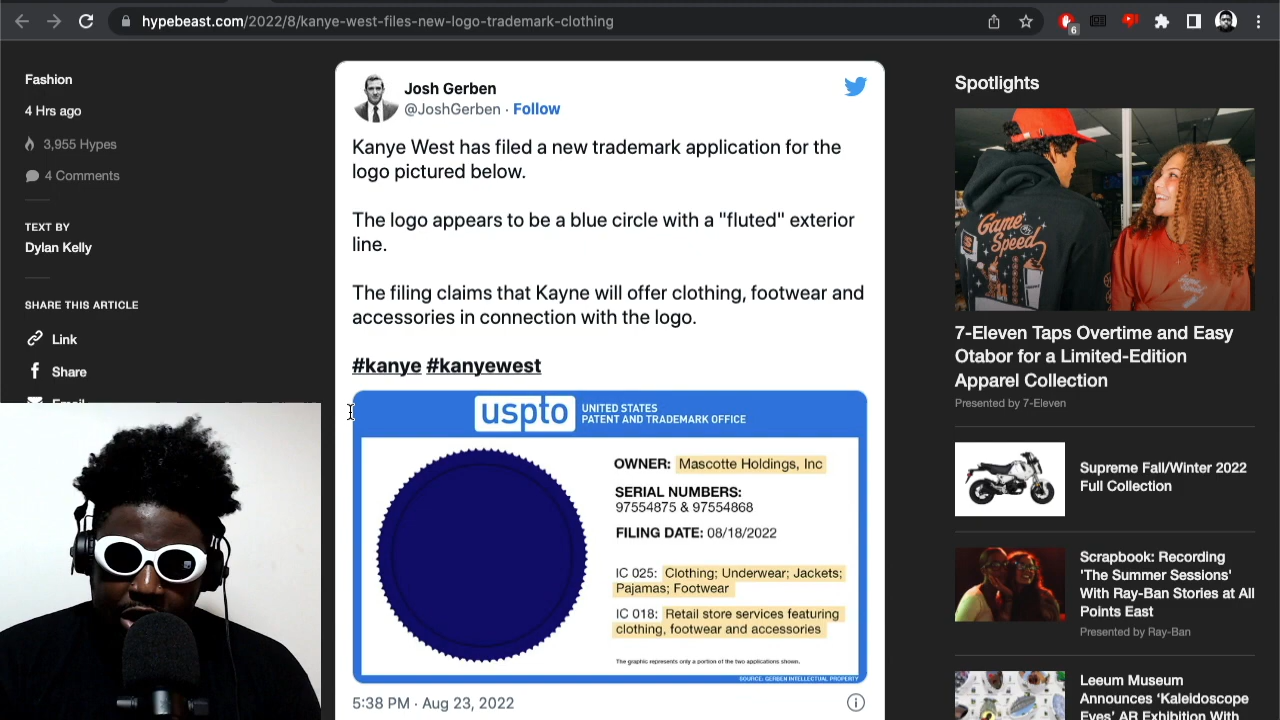 hypebeast.com/2022/8/kanye-west-files-new-logo-trademark-clothing
6
Fashion
4 Hrs ago
3,955 Hypes
4 Comments
TEXT BY
Dylan Kelly
SHARE THIS ARTICLE
Link
Share
Josh Gerben
@JoshGerben · Follow
Kanye West has filed a new trademark application for the
logo pictured below.
The logo appears to be a blue circle with a "fluted" exterior
line.
The filing claims that Kayne will offer clothing, footwear and
accessories in connection with the logo.
#kanye #kanyewest
uspto
UNITED STATES
PATENT AND TRADEMARK OFFICE
OWNER: Mascotte Holdings, Inc
SERIAL NUMBERS:
97554875 & 97554868
FILING DATE: 08/18/2022
IC 025: Clothing; Underwear; Jackets;
Pajamas; Footwear
IC 018: Retail store services featuring
clothing, footwear and accessories
The graphic represents only a portion of the two applications shown.
SOURCE: GERBEN INTELLECTUAL PROPERTY
5:38 PM · Aug 23, 2022
Spotlights
Game
Speed
7-Eleven Taps Overtime and Easy
Otabor for a Limited-Edition
Apparel Collection
Presented by 7-Eleven
Supreme Fall/Winter 2022
Full Collection
Scrapbook: Recording
'The Summer Sessions'
With Ray-Ban Stories at All
Points East
Presented by Ray-Ban
Leeum Museum
Announces 'Kaleidoscope
Eyes' AR Exhibition With